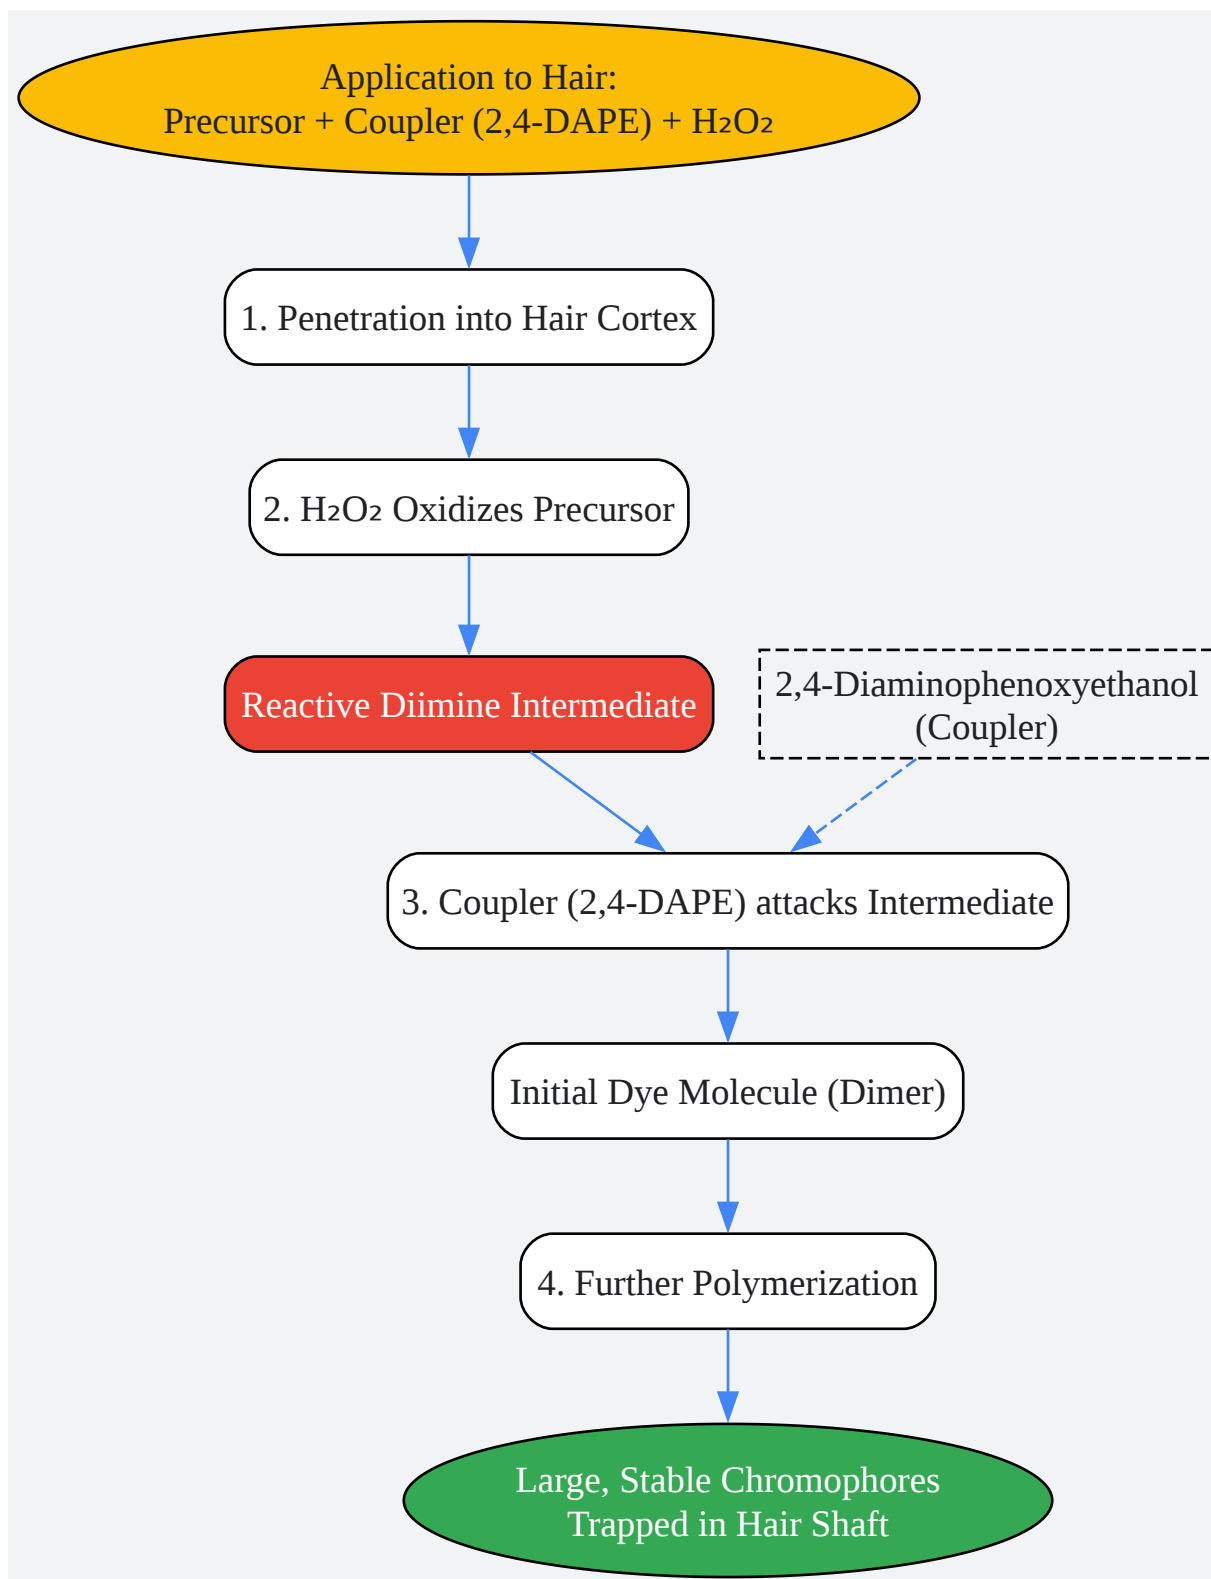 Application to Hair:
Precursor + Coupler (2,4-DAPE) + H₂O₂
1. Penetration into Hair Cortex
2. H₂O₂ Oxidizes Precursor
Reactive Diimine Intermediate
2,4-Diaminophenoxyethanol
(Coupler)
3. Coupler (2,4-DAPE) attacks Intermediate
Initial Dye Molecule (Dimer)
4. Further Polymerization
Large, Stable Chromophores
Trapped in Hair Shaft